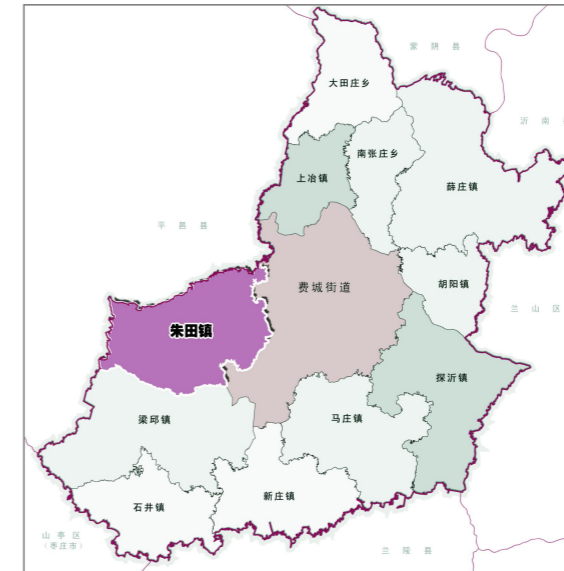 蒙阴县
大田庄乡
沂南
南张庄乡
上冶镇
薛庄镇
平邑县
费城街道
胡阳镇
兰山区
朱田镇
探沂镇
梁邱镇
马庄镇
新庄镇
石井镇
山亭区
（枣庄市）
兰陵县